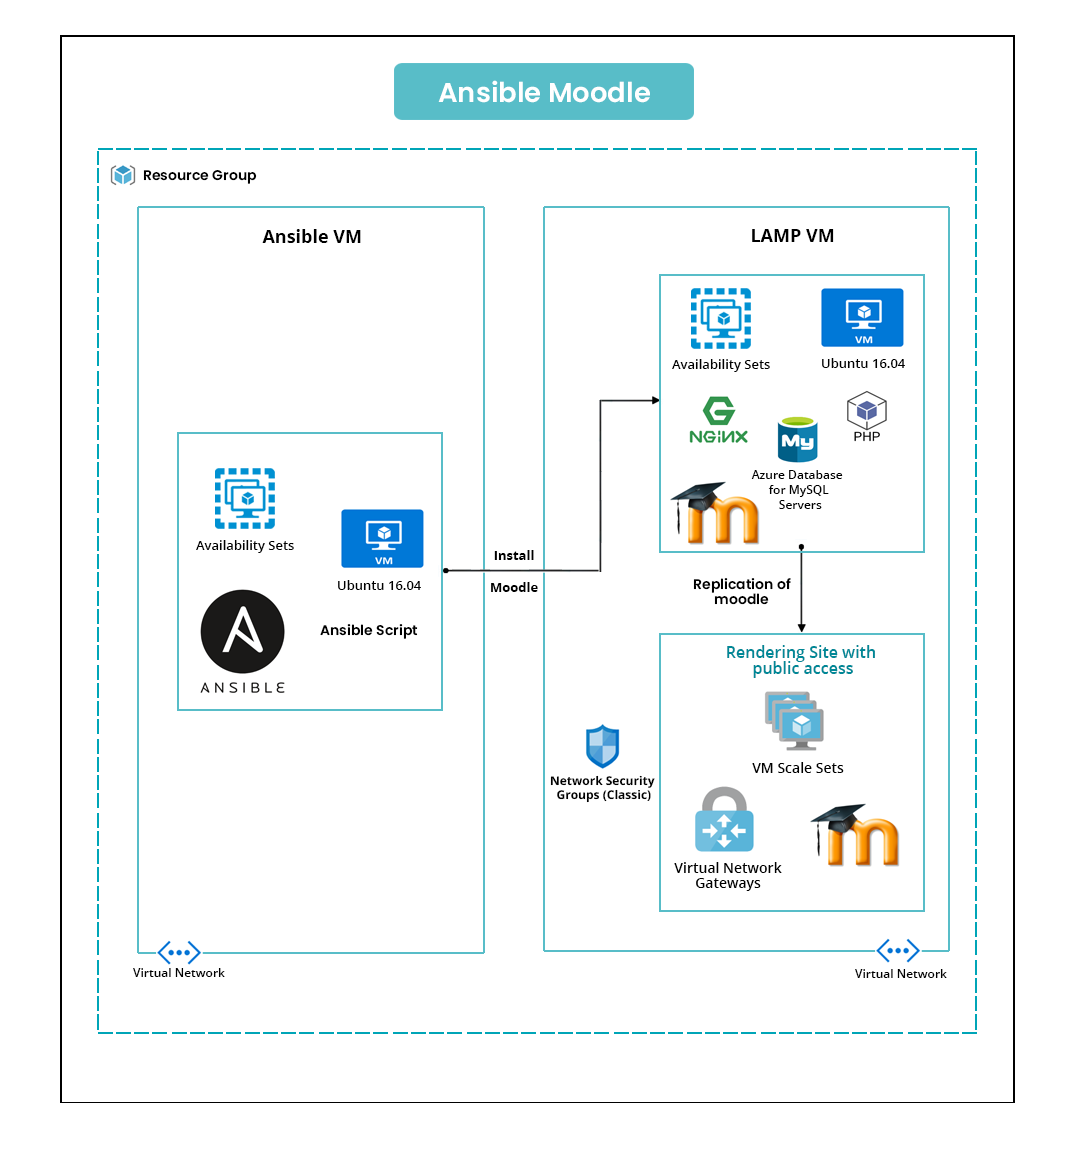 Ansible Moodle
Resource Group
Ansible VM
Availability Sets
VM
Ubuntu 16.04
Ansible Script
ANSIBLE
Virtual Network
Install
Moodle
LAMP VM
Availability Sets
VM
Ubuntu 16.04
NGINX
PHP
My
Azure Database
for MySQL
Servers
m
Replication of
moodle
Rendering Site with
public access
VM Scale Sets
Network Security
Groups (Classic)
Virtual Network
Gateways
m
Virtual Network